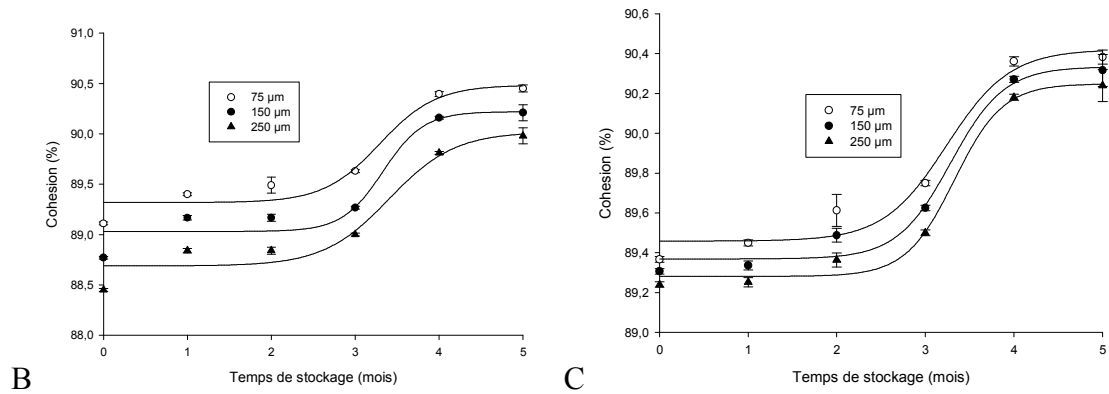 91,0
90,5
90,0
89,5
89,0
88,5
88,0
Cohesion (%)
75 µm
150 µm
250 µm
0 1 2 3 4 5
Temps de stockage (mois)
B
90,6
90,4
90,2
90,0
89,8
89,6
89,4
89,2
89,0
Cohesion (%)
75 µm
150 µm
250 µm
0 1 2 3 4 5
Temps de stockage (mois)
C